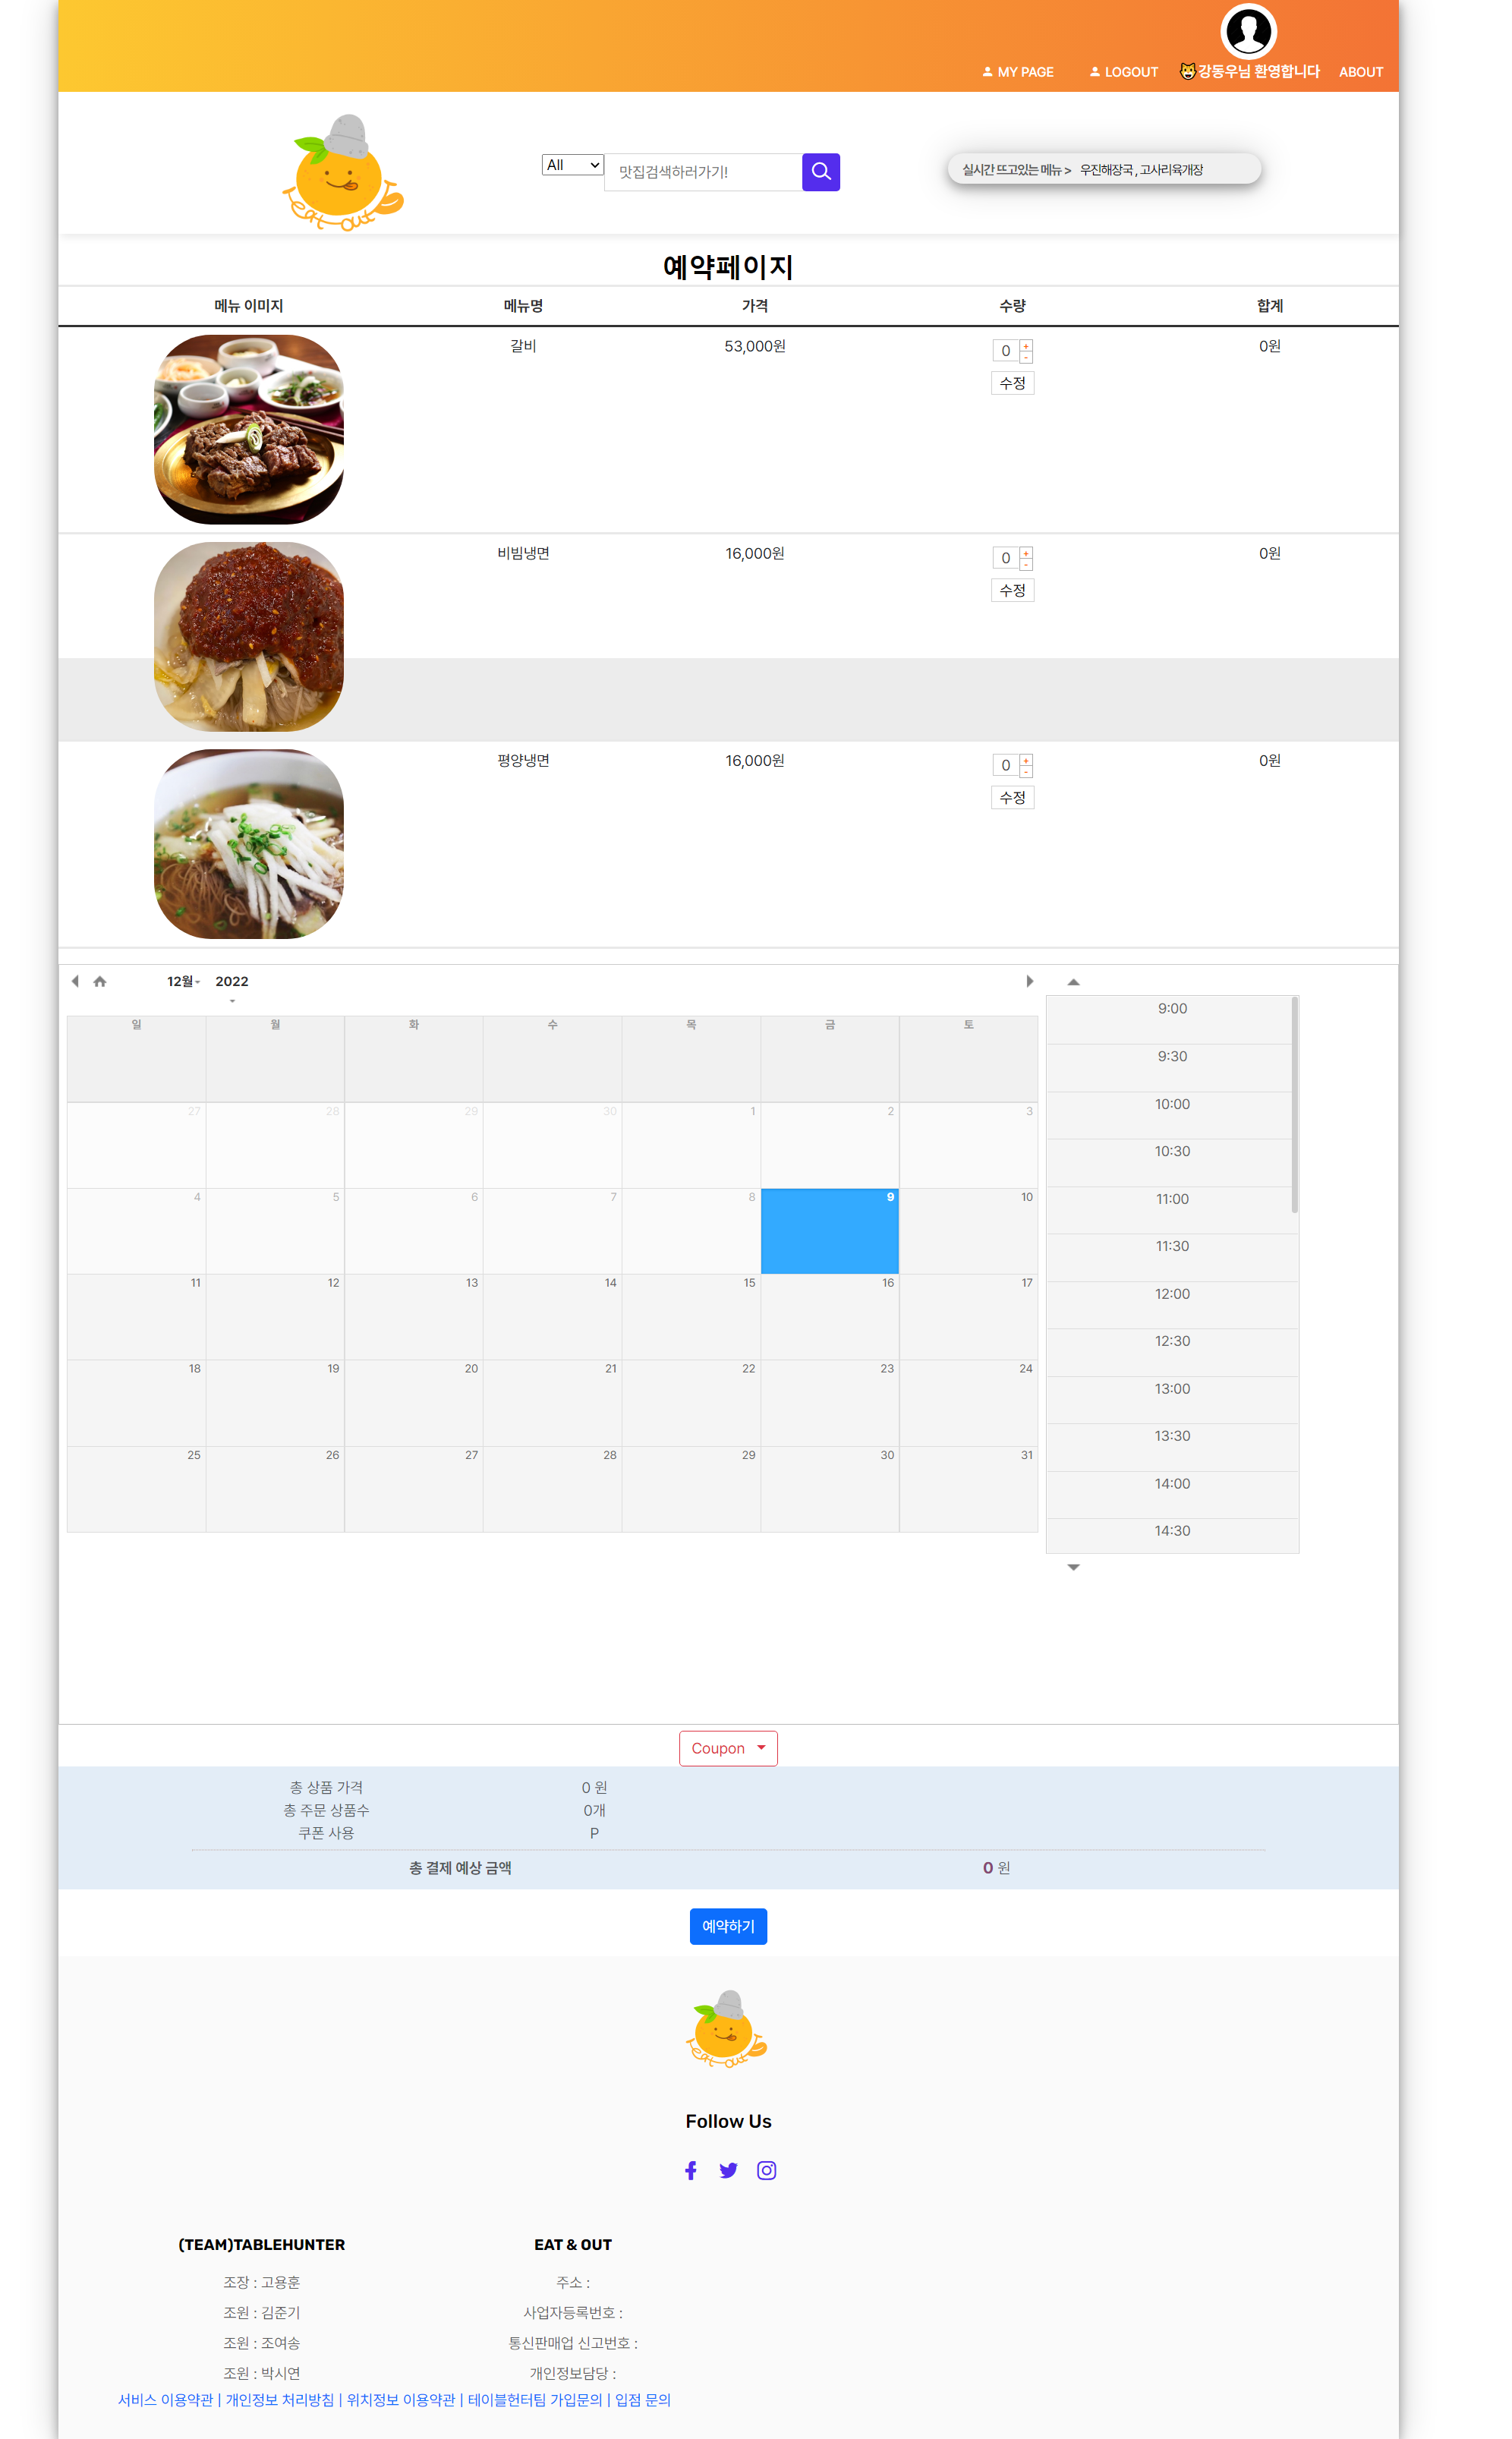 MY PAGE
LOGOUT
강동우님 환영합니다
ABOUT
eat out
All
맛집검색하러가기!
실시간 뜨고있는 메뉴 > 우진해장국 , 고사리육개장
예약페이지
메뉴 이미지 메뉴명 가격 수량 합계
갈비 53,000원 0 + - 0원
수정
비빔냉면 16,000원 0 + - 0원
수정
평양냉면 16,000원 0 + - 0원
수정
12월 2022
일 월 화 수 목 금 토
27 28 29 30 1 2 3
4 5 6 7 8 9 10
11 12 13 14 15 16 17
18 19 20 21 22 23 24
25 26 27 28 29 30 31
9:00
9:30
10:00
10:30
11:00
11:30
12:00
12:30
13:00
13:30
14:00
14:30
Coupon
총 상품 가격 0 원
총 주문 상품수 0개
쿠폰 사용 P
총 결제 예상 금액 0 원
예약하기
eat out
Follow Us
(TEAM)TABLEHUNTER
조장 : 고용훈
조원 : 김준기
조원 : 조여송
조원 : 박시연
EAT & OUT
주소 :
사업자등록번호 :
통신판매업 신고번호 :
개인정보담당 :
서비스 이용약관 | 개인정보 처리방침 | 위치정보 이용약관 | 테이블헌터팀 가입문의 | 입점 문의